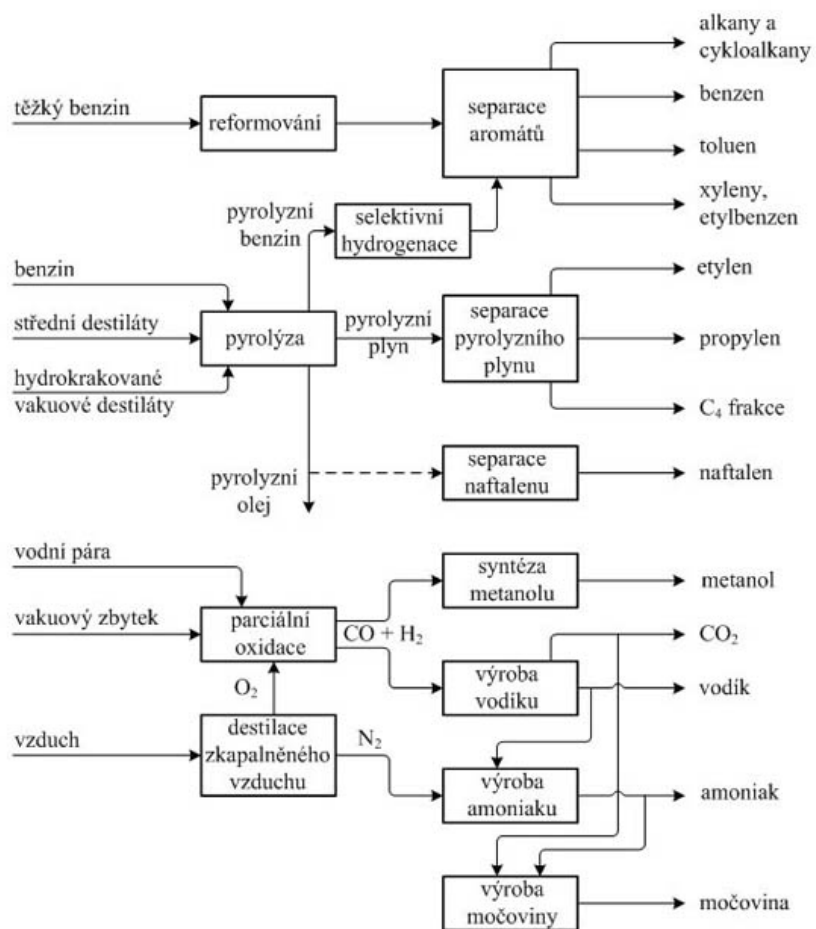 alkany a
cykloalkany
těžký benzin
reformování
separace
aromátů
benzen
toluen
xyleny,
etylbenzen
pyrolyzní
benzin
selektivní
hydrogenace
benzin
střední destiláty
hydrokrakované
vakuové destiláty
pyrolýza
pyrolyzní
plyn
separace
pyrolyzního
plynu
etylen
propylen
C₄ frakce
pyrolyzní
olej
separace
naftalenu
naftalen
vodní pára
vakuový zbytek
parciální
oxidace
CO + H₂
syntéza
metanolu
metanol
CO₂
výroba
vodíku
vodík
O₂
vzduch
destilace
zkapalněného
vzduchu
N₂
výroba
amoniaku
amoniak
výroba
močoviny
močovina